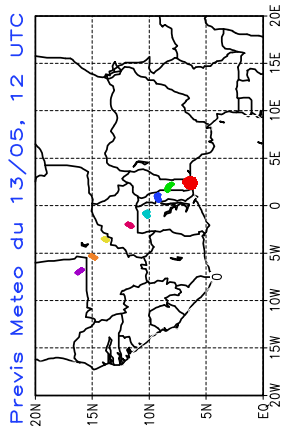 Previs Meteo du 13/05, 12 UTC
20N
15N
10N
5N
EQ
20W
15W
10W
5W
0
5E
10E
15E
20E
0